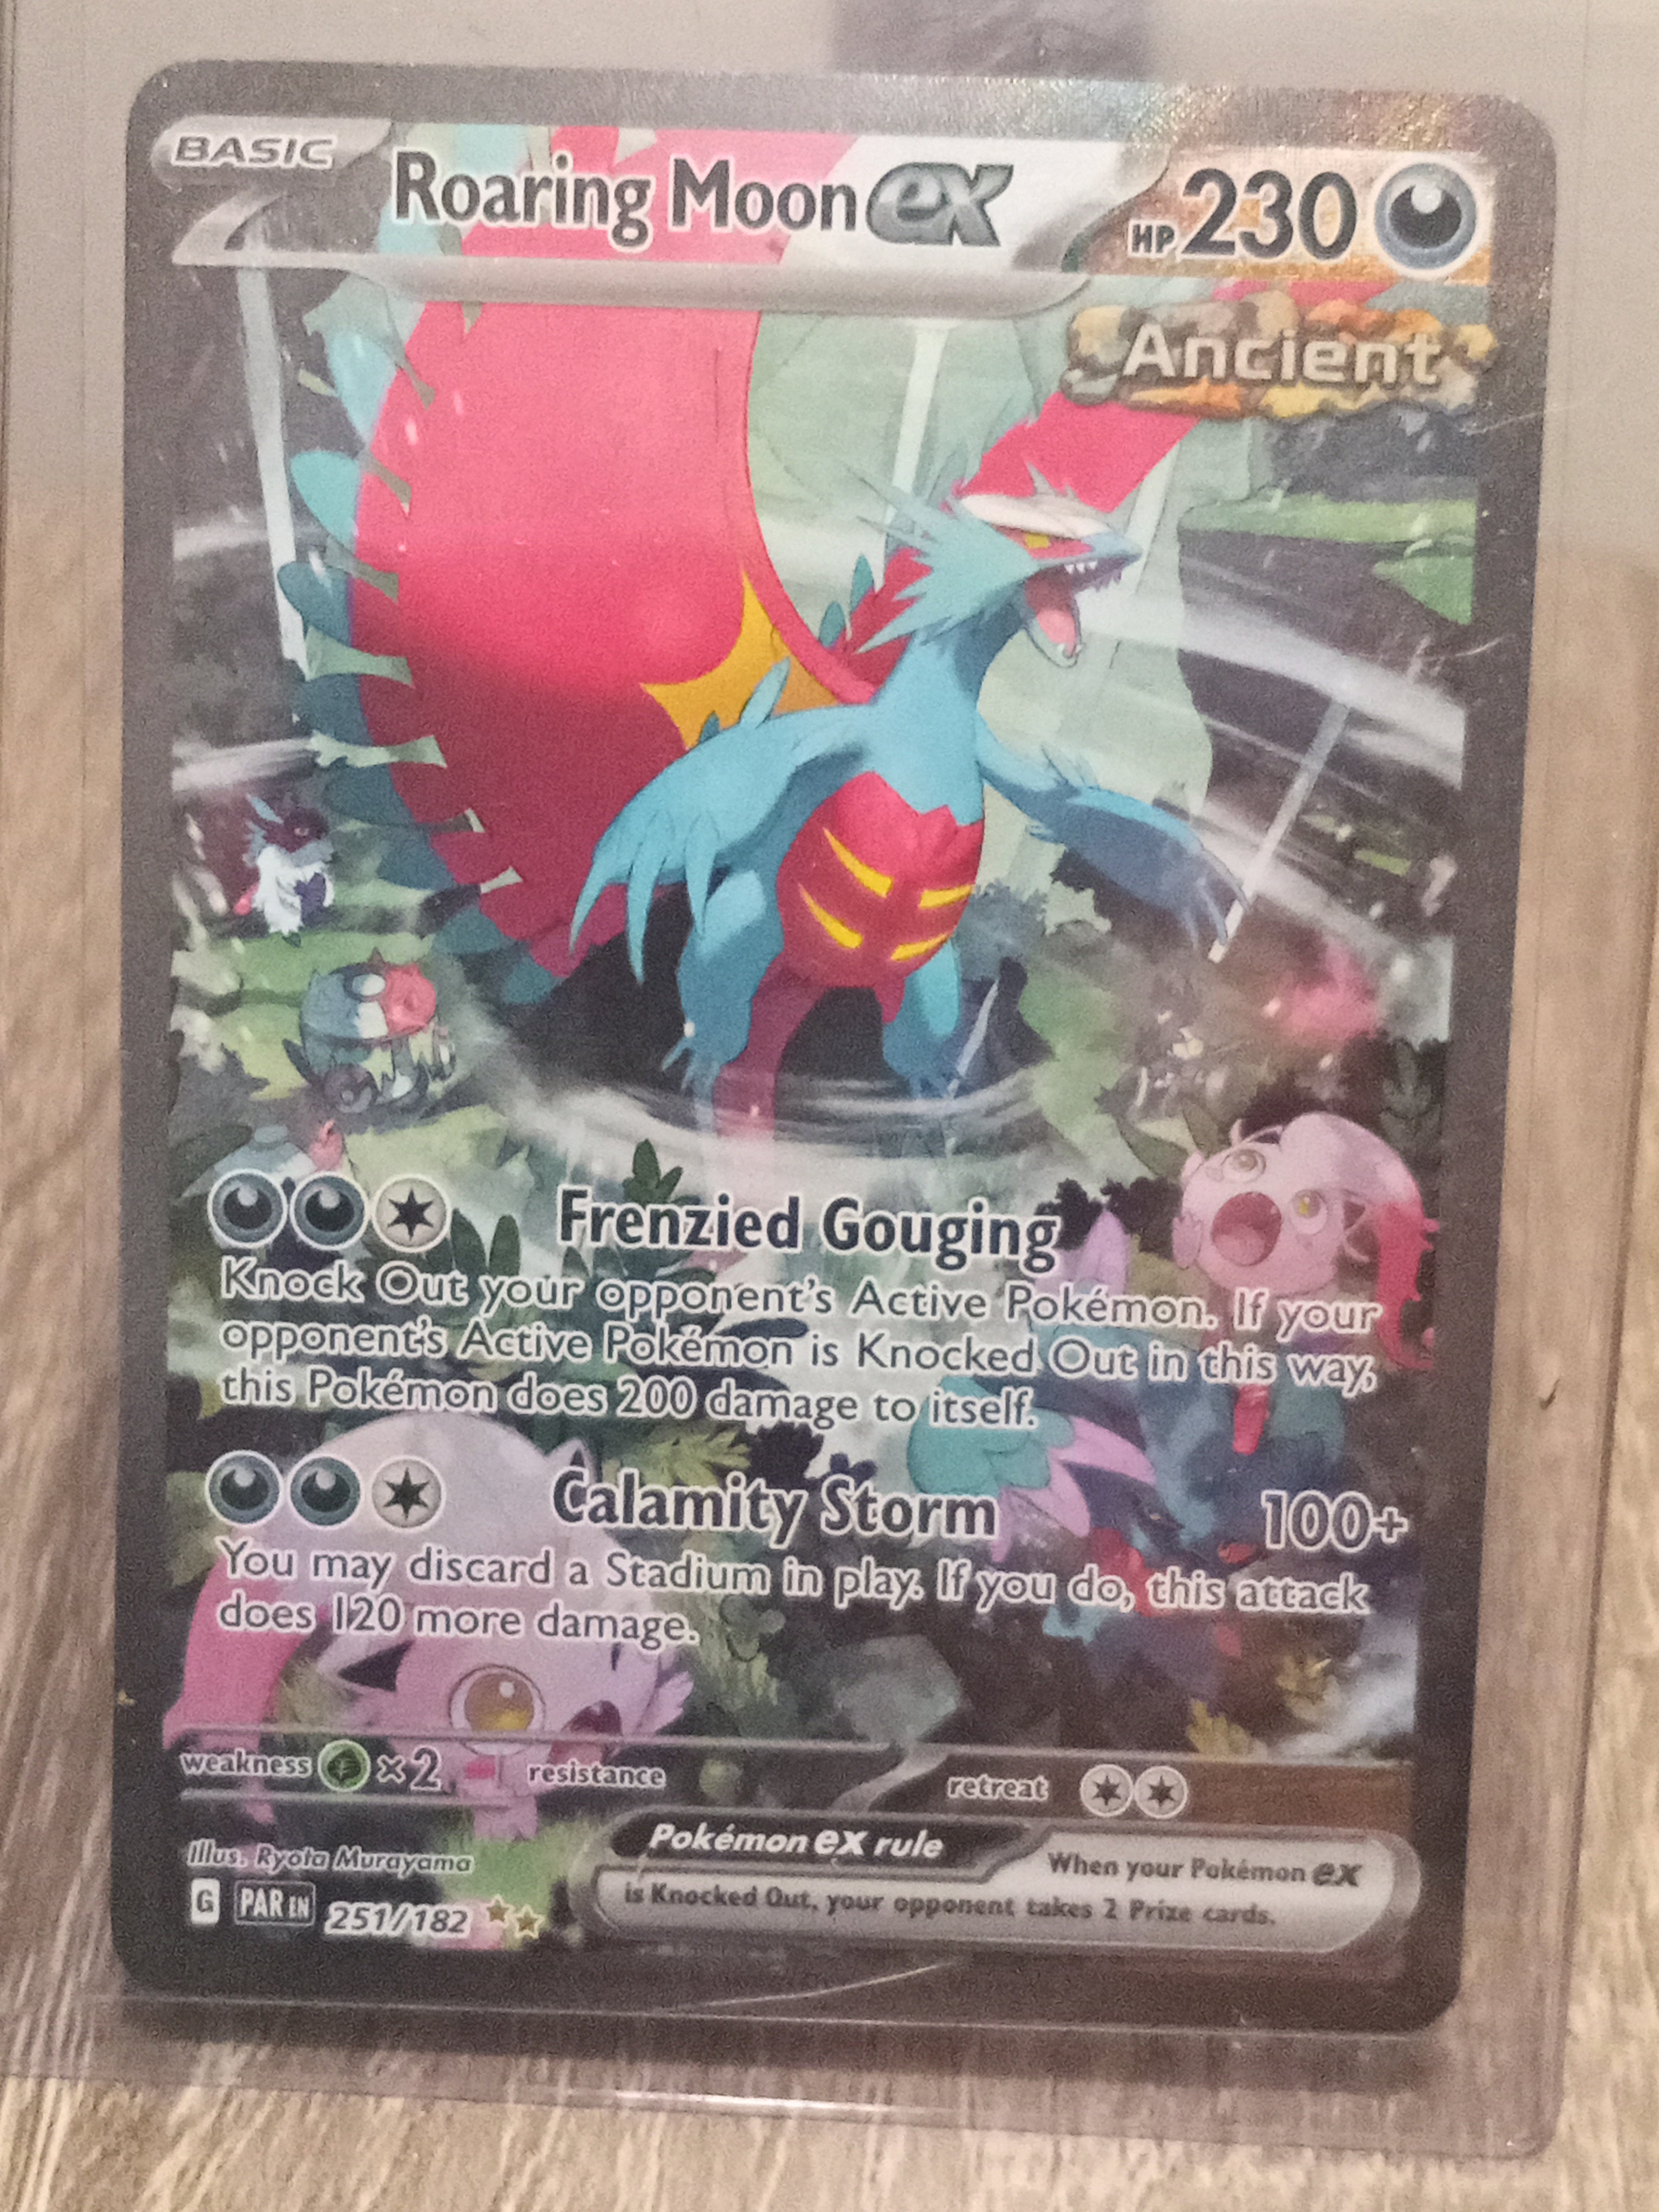 BASIC
Roaring Moon ex
HP 230
Ancient
Frenzied Gouging
Knock Out your opponent's Active Pokémon. If your
opponent's Active Pokémon is Knocked Out in this way,
this Pokémon does 200 damage to itself.
Calamity Storm 100+
You may discard a Stadium in play. If you do, this attack
does 120 more damage.
weakness ×2 resistance retreat
Illus. Ryota Murayama
Pokémon ex rule
When your Pokémon ex
is Knocked Out, your opponent takes 2 Prize cards.
G PAR EN 251/182